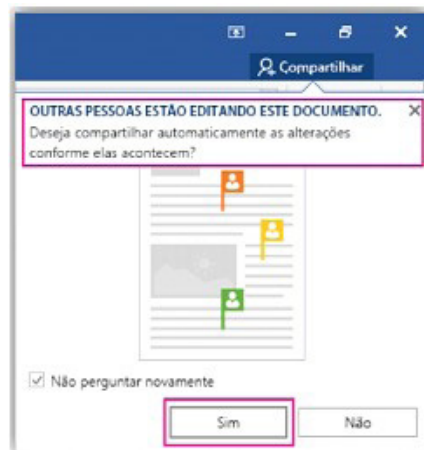 Compartilhar
OUTRAS PESSOAS ESTÃO EDITANDO ESTE DOCUMENTO.
Deseja compartilhar automaticamente as alterações
conforme elas acontecem?
Não perguntar novamente
Sim
Não